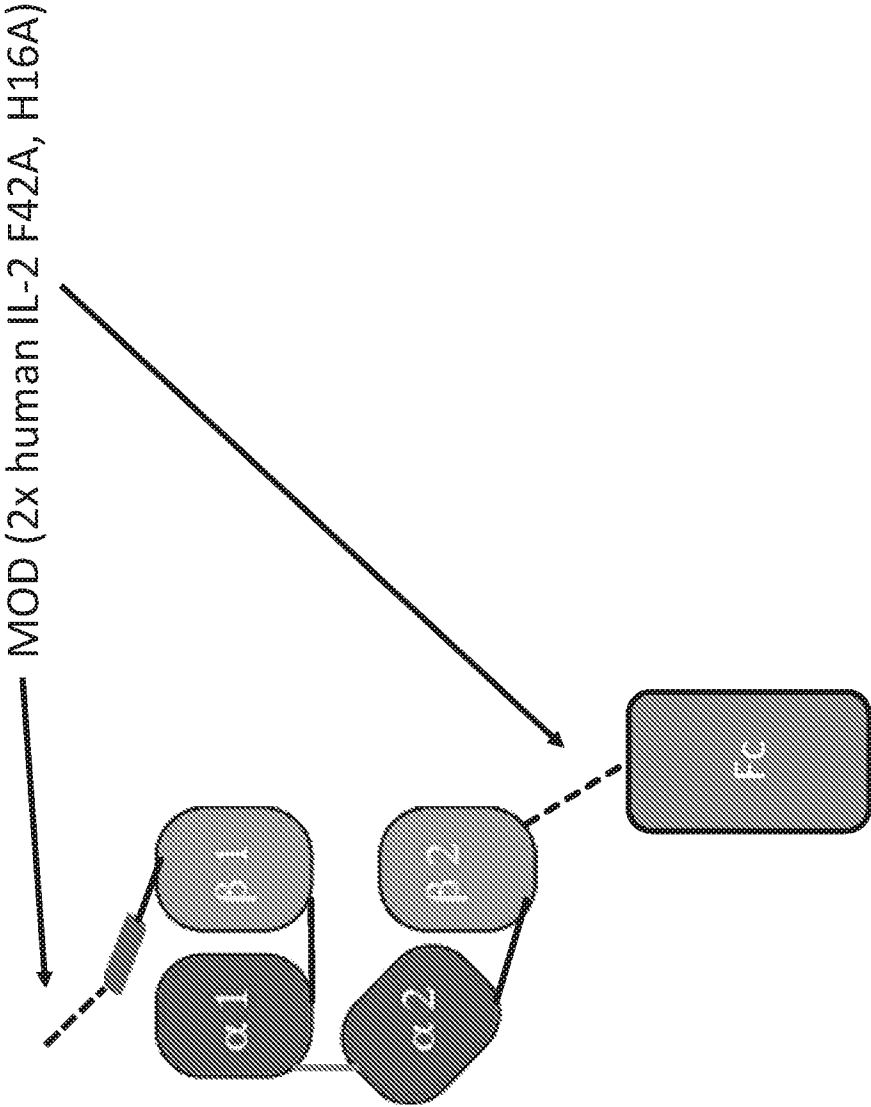 MOD (2x human IL-2 F42A, H16A)
α1
β1
α2
β2
Fc